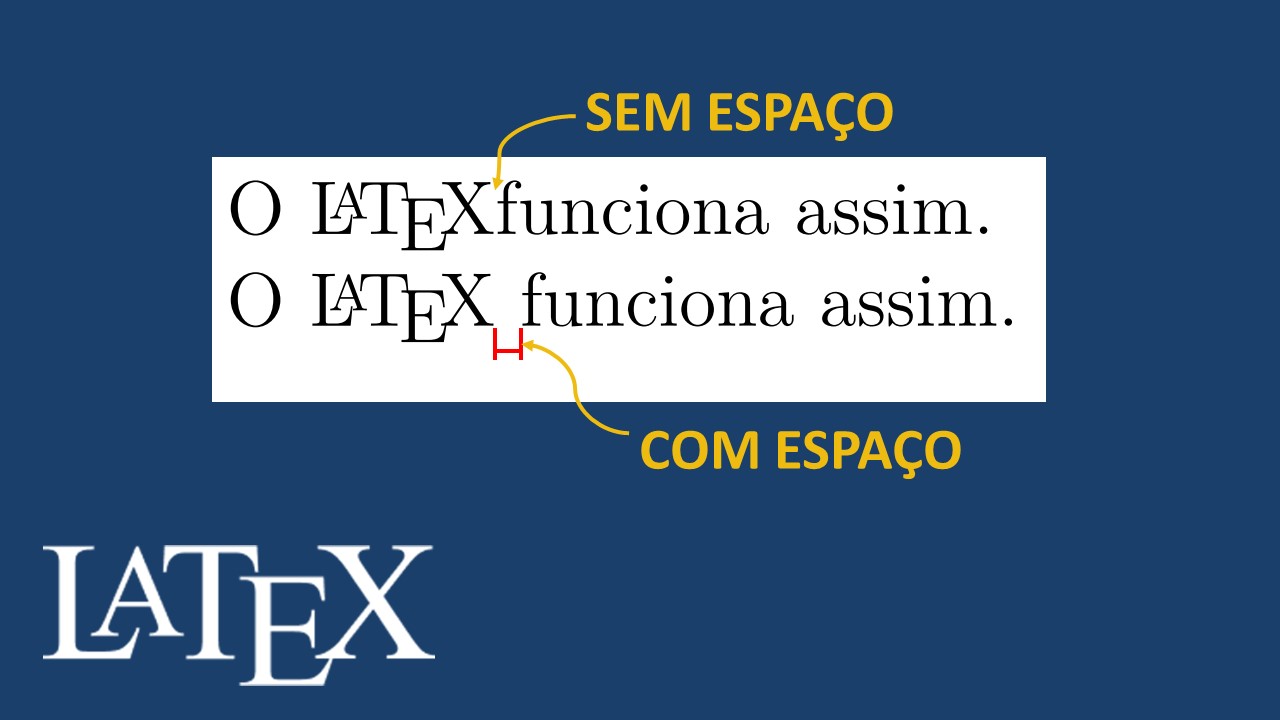 SEM ESPAÇO
O LATEXfunciona assim.
O LATEX funciona assim.
COM ESPAÇO
LATEX